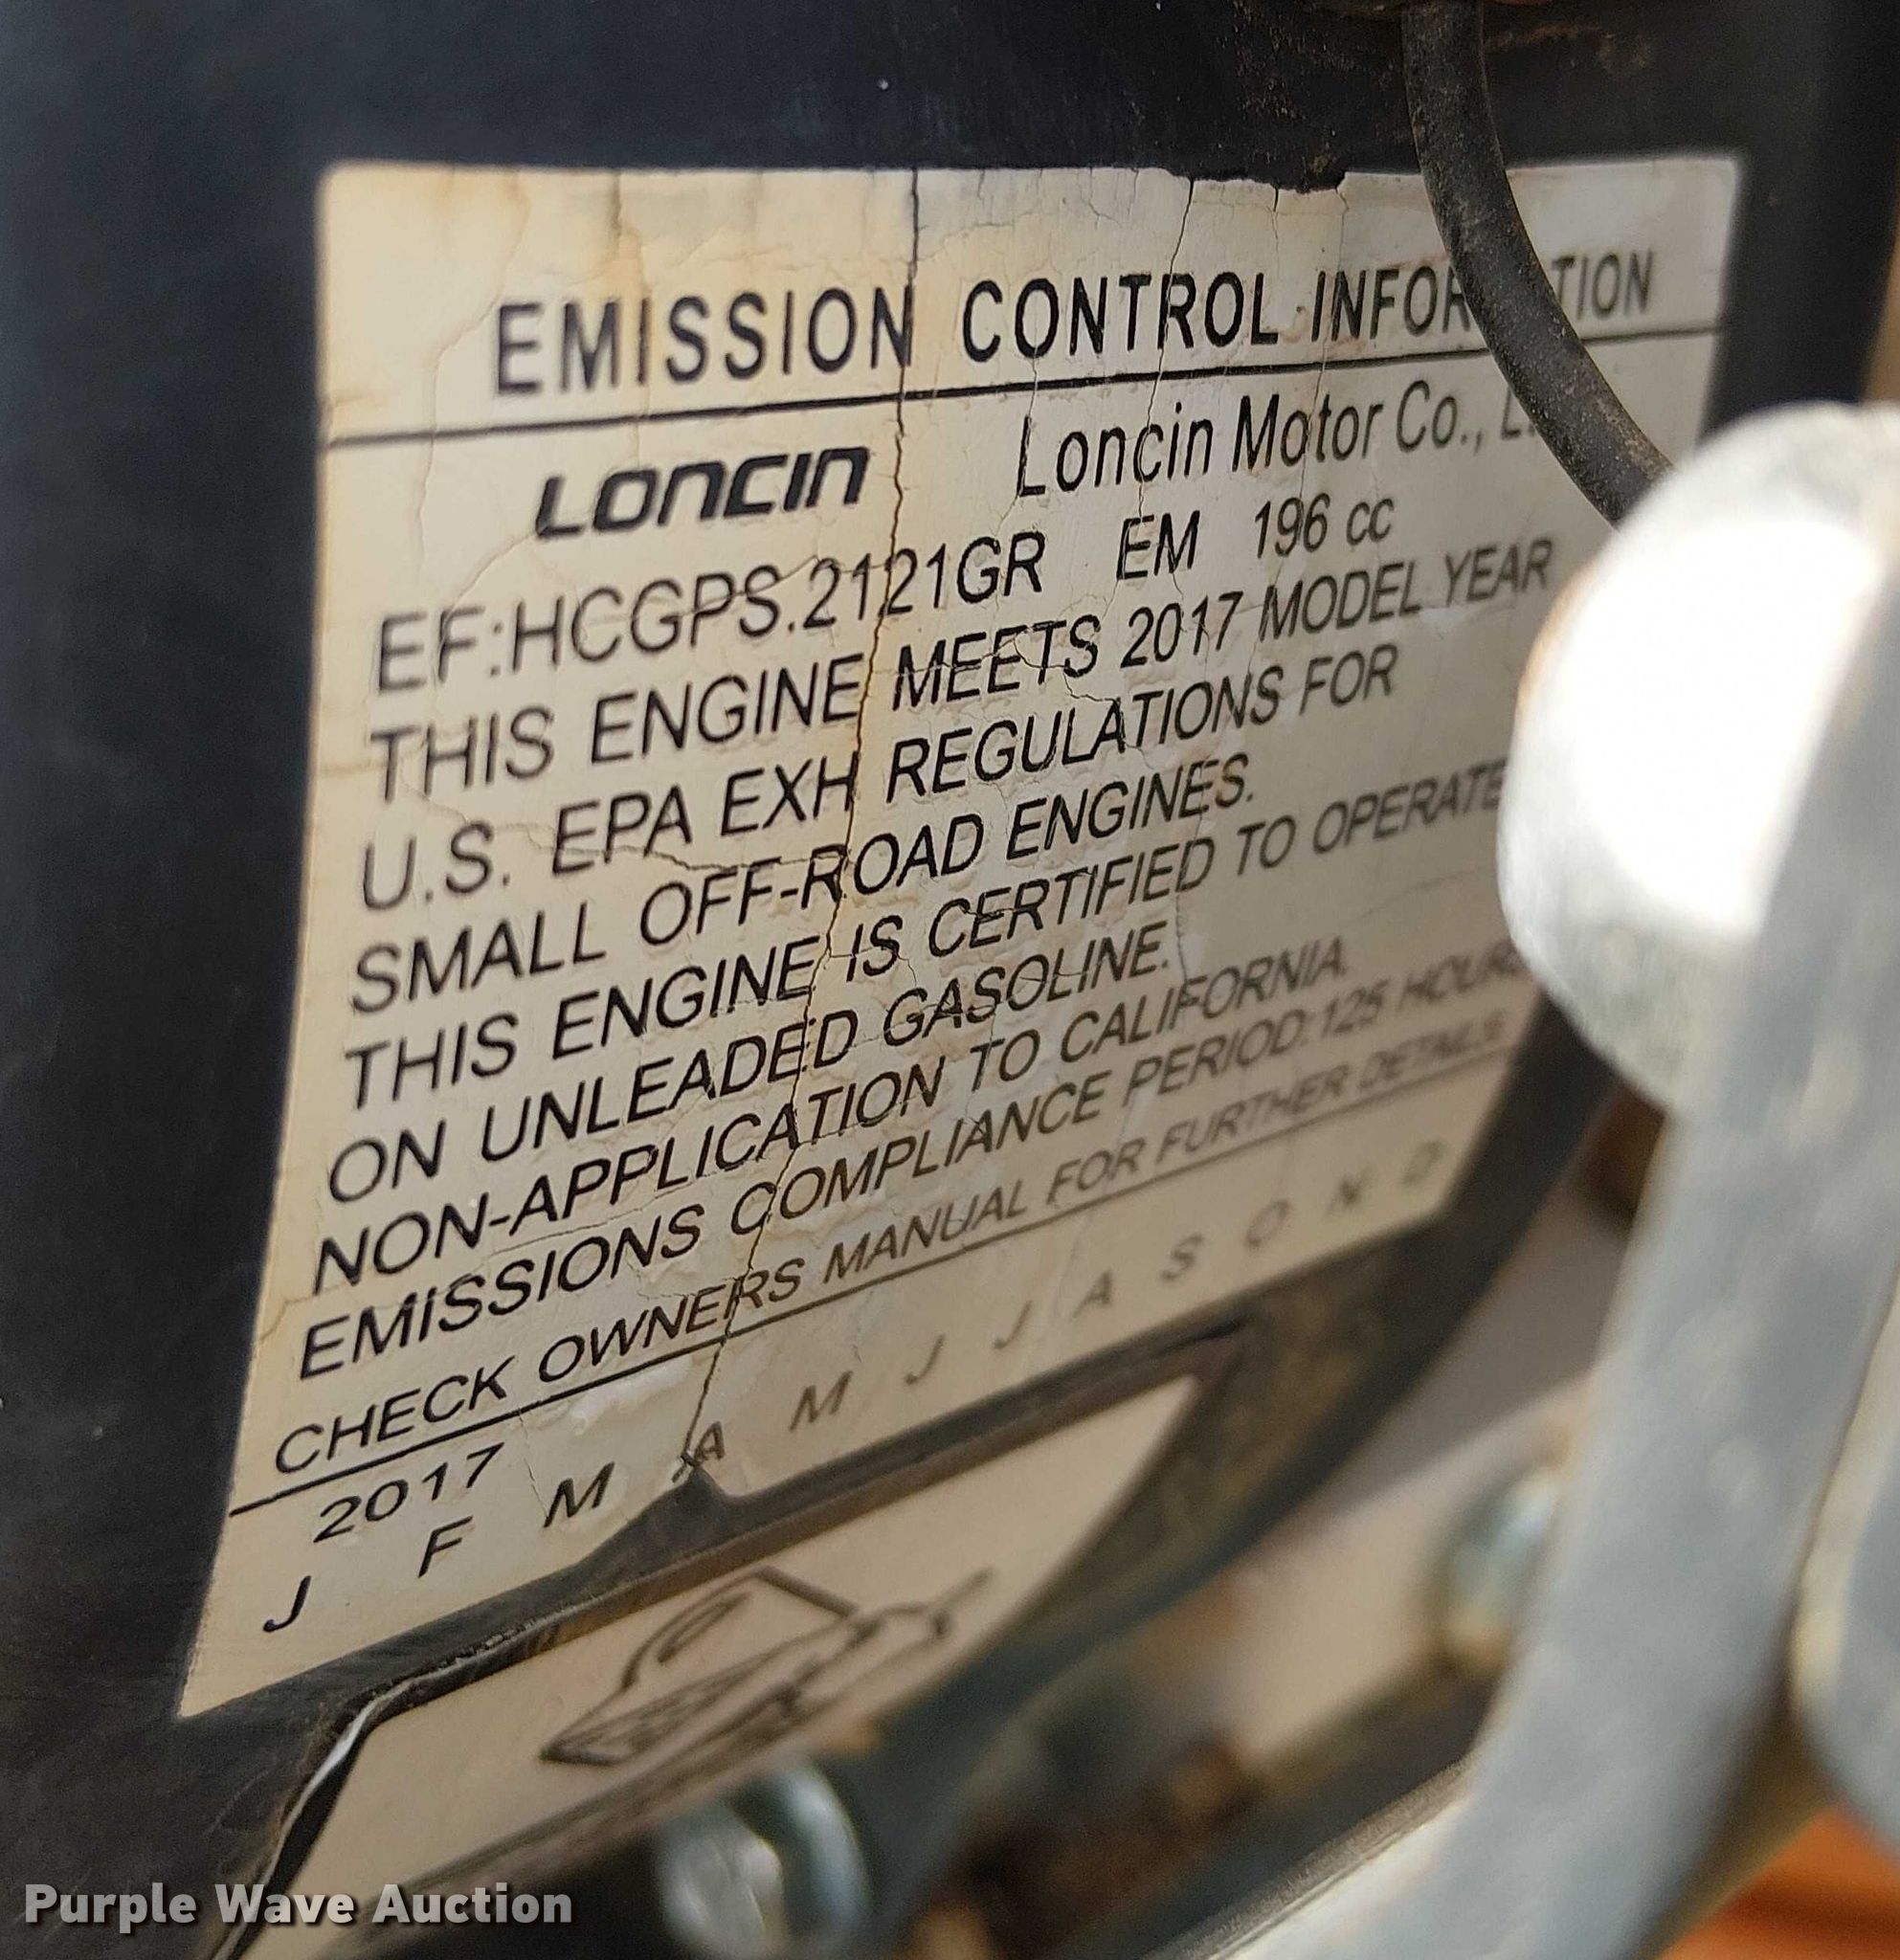 EMISSION CONTROL INFOR TION
LONCIN Loncin Motor Co., L
EF:HCGPS.2121GR EM 196 cc
THIS ENGINE MEETS 2017 MODEL YEAR
U.S. EPA EXH REGULATIONS FOR
SMALL OFF-ROAD ENGINES.
THIS ENGINE IS CERTIFIED TO OPERATE
ON UNLEADED GASOLINE.
NON-APPLICATION TO CALIFORNIA.
EMISSIONS COMPLIANCE PERIOD:125 HOURS
CHECK OWNERS MANUAL FOR FURTHER DETAILS
2017
J F M A M J J A S O N D
Purple Wave Auction